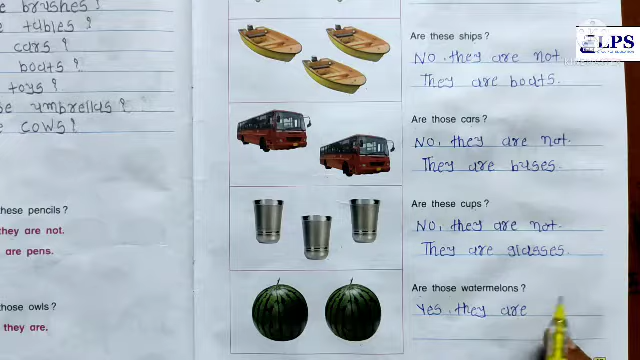 brushes?
tables?
cars?
boats?
toys?
umbrellas?
cows?
these pencils?
they are not.
are pens.
those owls?
they are.
Are these ships?
No, they are not.
They are boats.
Are those cars?
No, they are not.
They are buses.
Are these cups?
No, they are not.
They are glasses.
Are those watermelons?
Yes, they are
ELPS